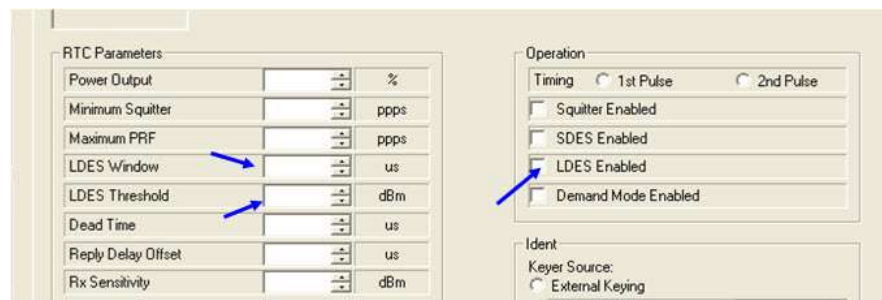 RTC Parameters
Power Output %
Minimum Squitter ppps
Maximum PRF ppps
LDES Window us
LDES Threshold dBm
Dead Time us
Reply Delay Offset us
Rx Sensitivity dBm
Operation
Timing 1st Pulse 2nd Pulse
Squitter Enabled
SDES Enabled
LDES Enabled
Demand Mode Enabled
Ident
Keyer Source:
External Keying